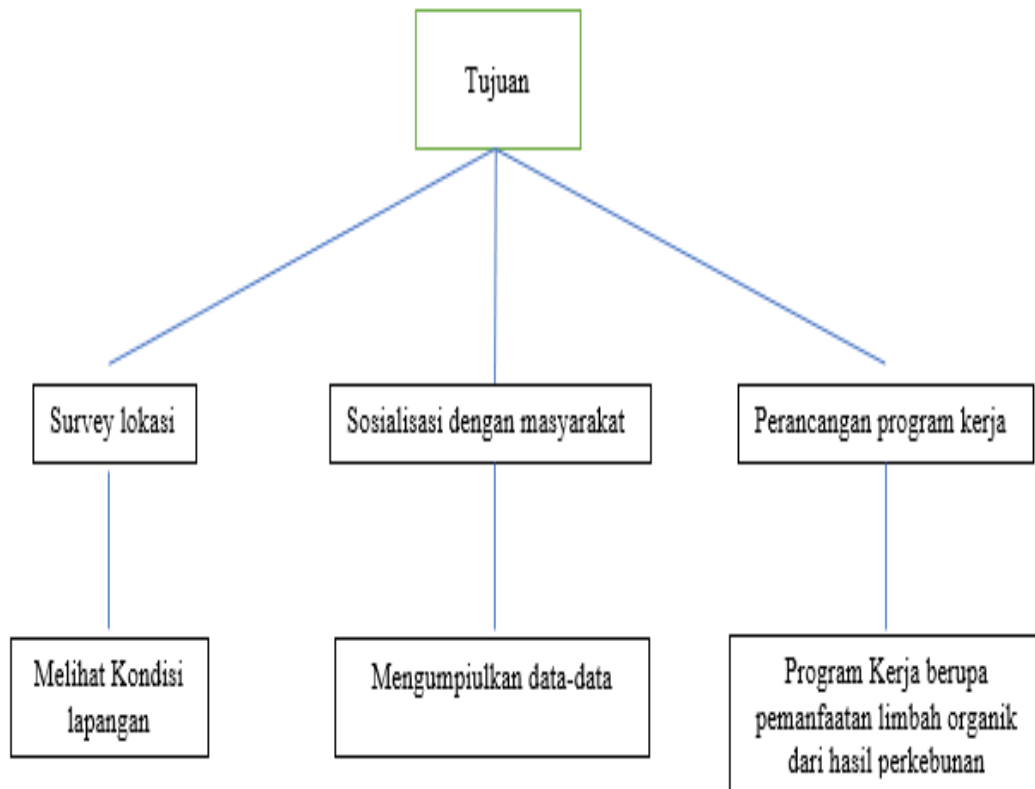 Tujuan
Survey lokasi
Sosialisasi dengan masyarakat
Perancangan program kerja
Melihat Kondisi
lapangan
Mengumpiulkan data-data
Program Kerja berupa
pemanfaatan limbah organik
dari hasil perkebunan